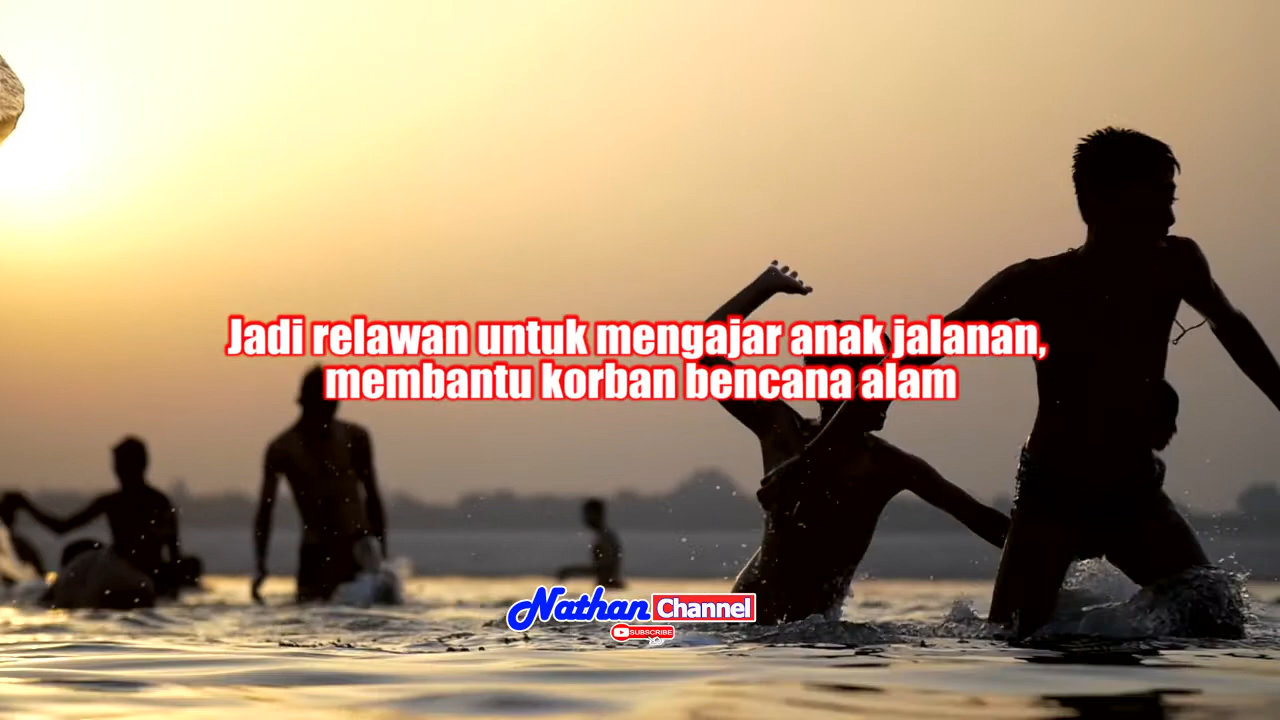 Jadi relawan untuk mengajar anak jalanan,
membantu korban bencana alam
Nathan Channel
SUBSCRIBE